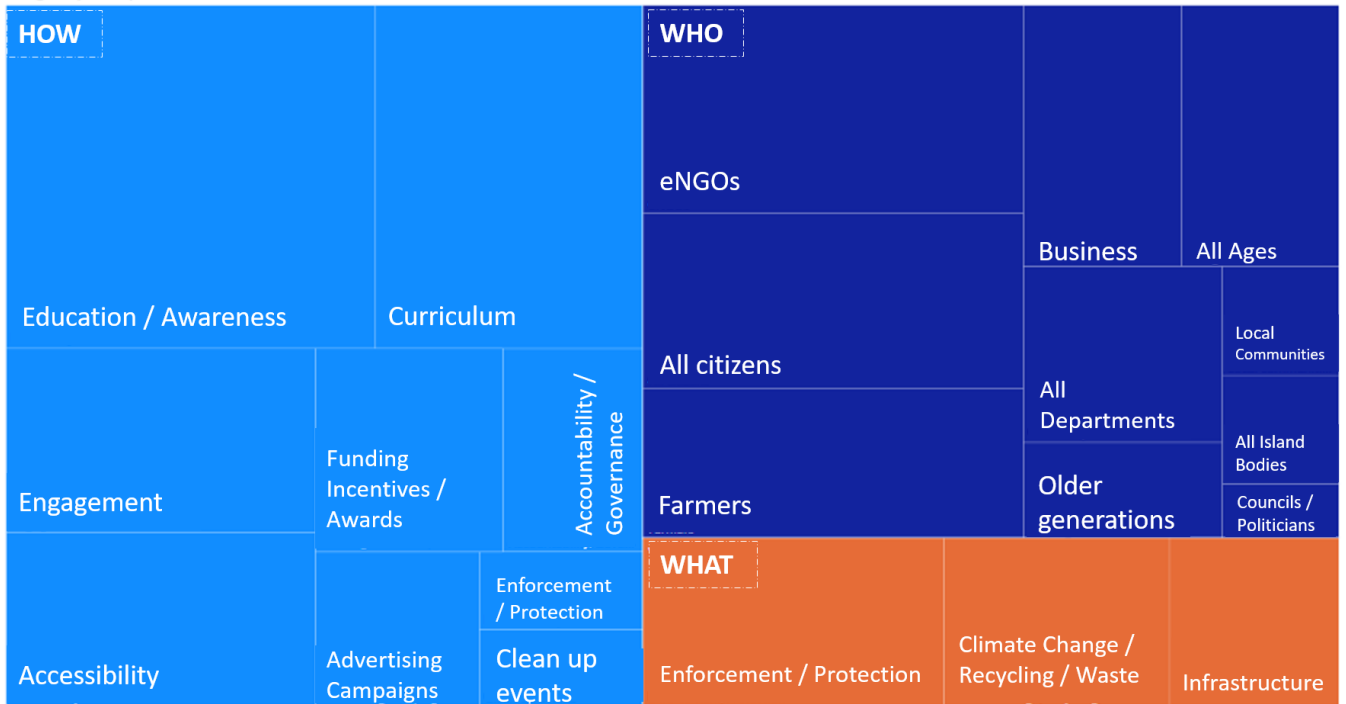 HOW
Education / Awareness
Curriculum
Engagement
Funding
Incentives /
Awards
Accountability /
Governance
Accessibility
Advertising
Campaigns
Enforcement
/ Protection
Clean up
events
WHO
eNGOs
Business
All Ages
All citizens
All
Departments
Local
Communities
Farmers
Older
generations
All Island
Bodies
Councils /
Politicians
WHAT
Enforcement / Protection
Climate Change /
Recycling / Waste
Infrastructure